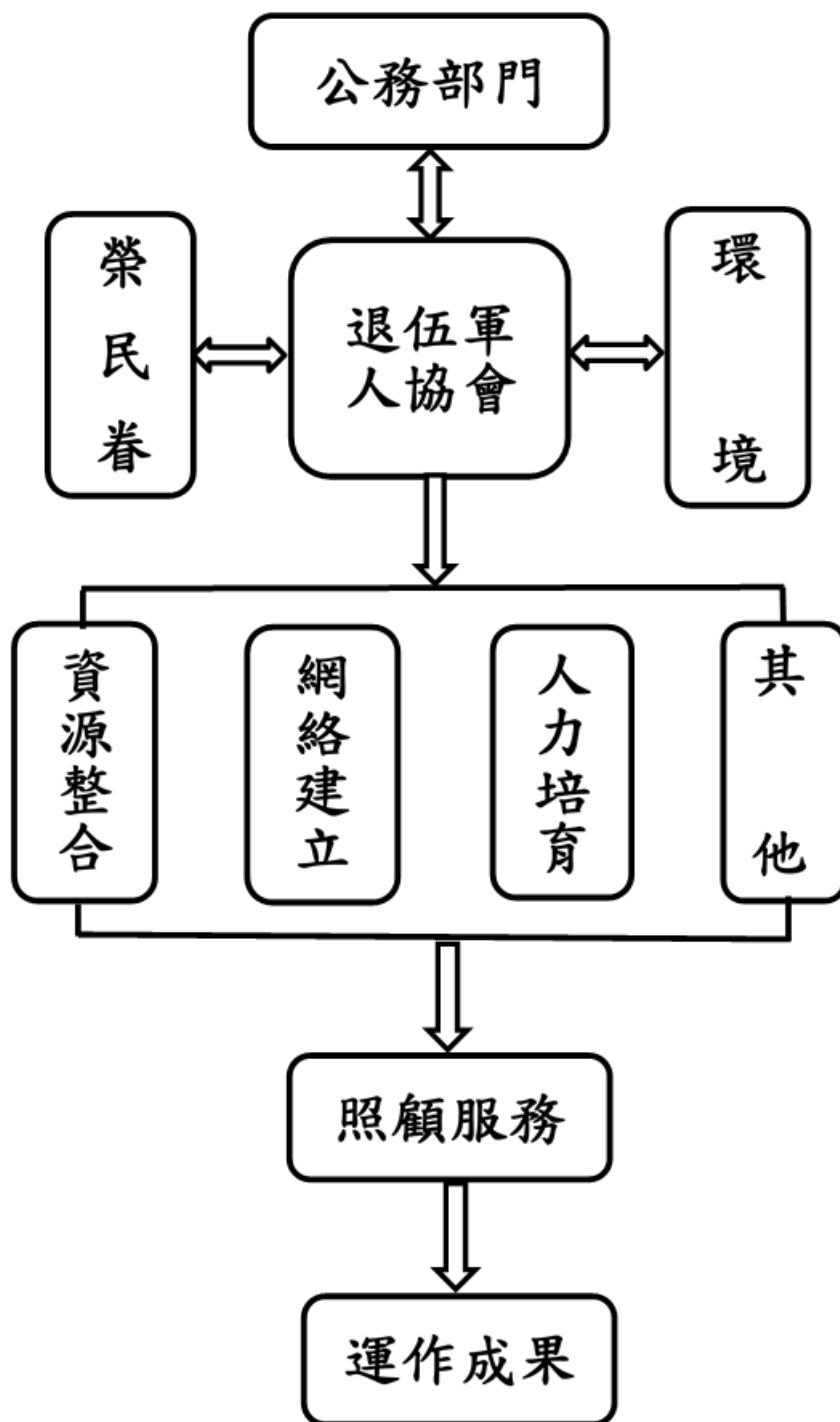 公務部門
榮民眷
退伍軍
人協會
環境
資源整合
網絡建立
人力培育
其他
照顧服務
運作成果